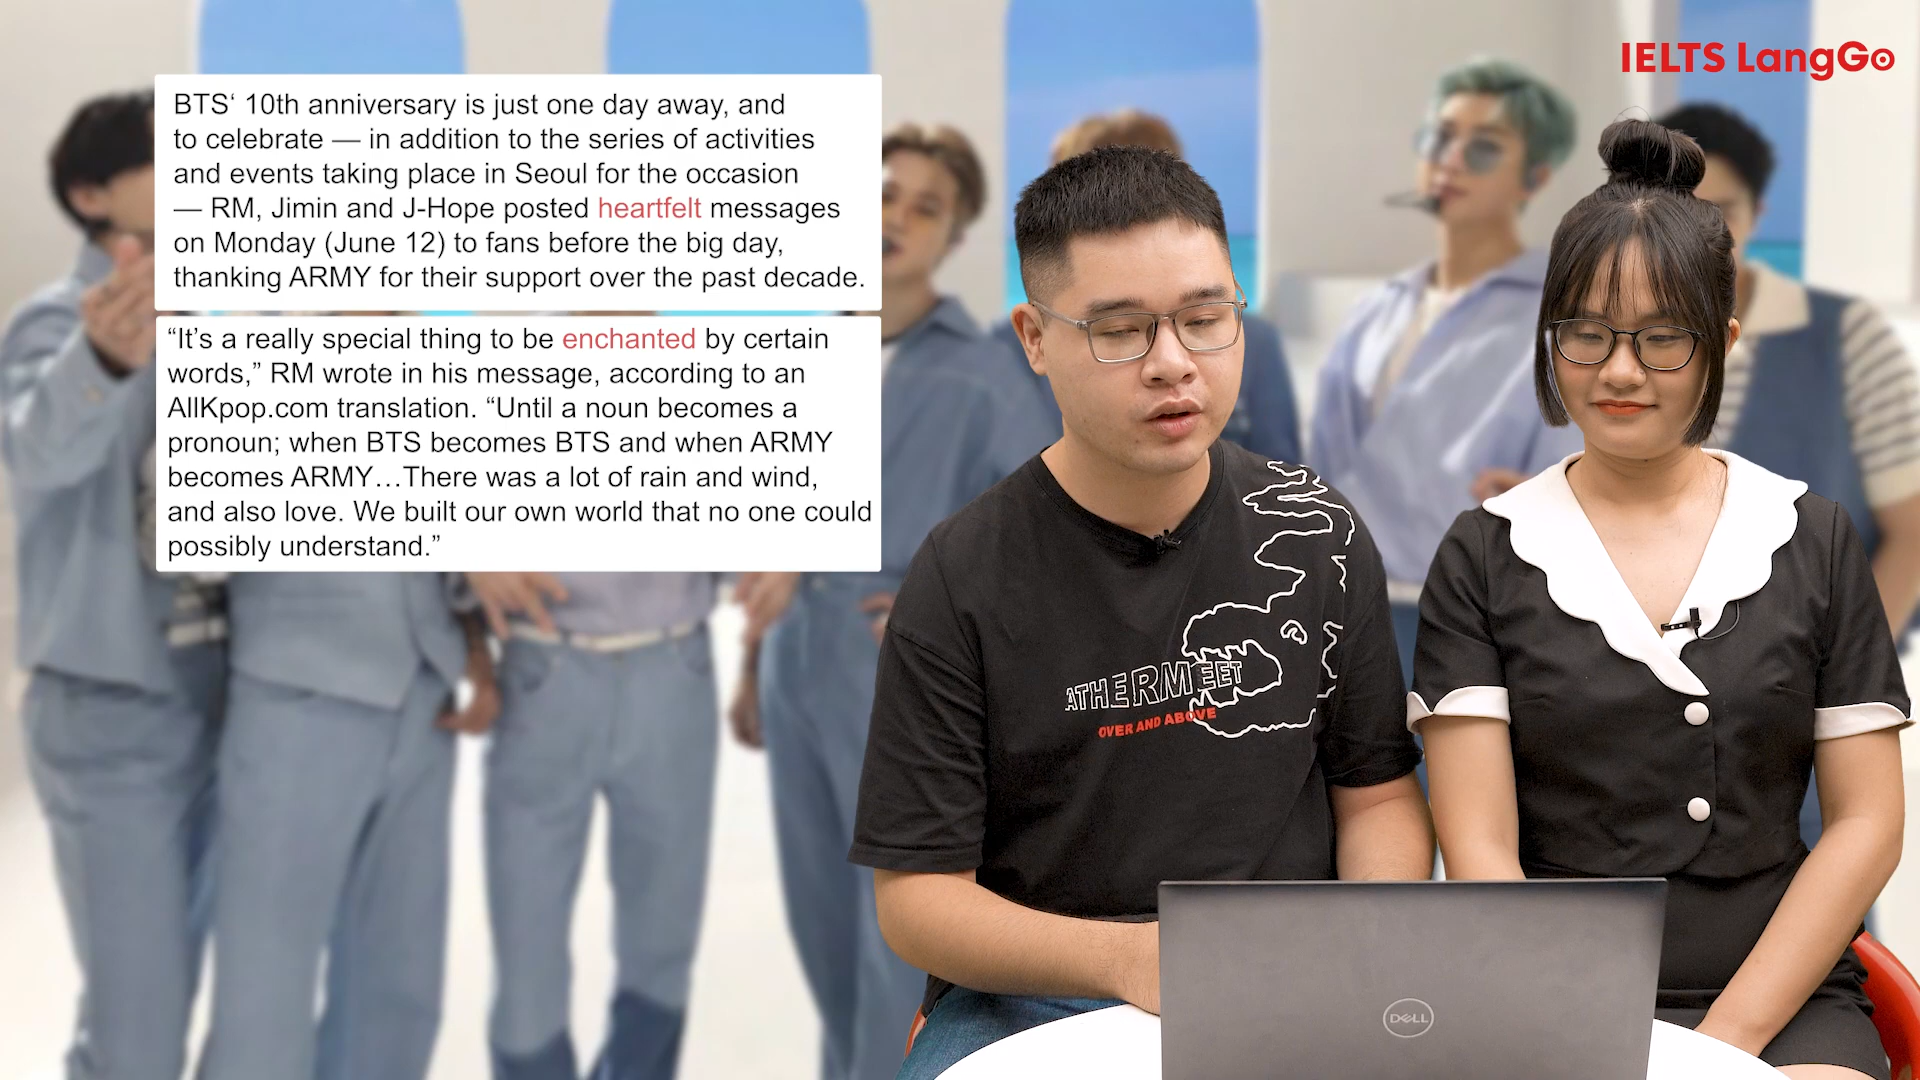 IELTS LangGo
BTS‘ 10th anniversary is just one day away, and
to celebrate — in addition to the series of activities
and events taking place in Seoul for the occasion
— RM, Jimin and J-Hope posted heartfelt messages
on Monday (June 12) to fans before the big day,
thanking ARMY for their support over the past decade.
“It’s a really special thing to be enchanted by certain
words,” RM wrote in his message, according to an
AllKpop.com translation. “Until a noun becomes a
pronoun; when BTS becomes BTS and when ARMY
becomes ARMY…There was a lot of rain and wind,
and also love. We built our own world that no one could
possibly understand.”
ATHERMEET
OVER AND ABOVE
DELL